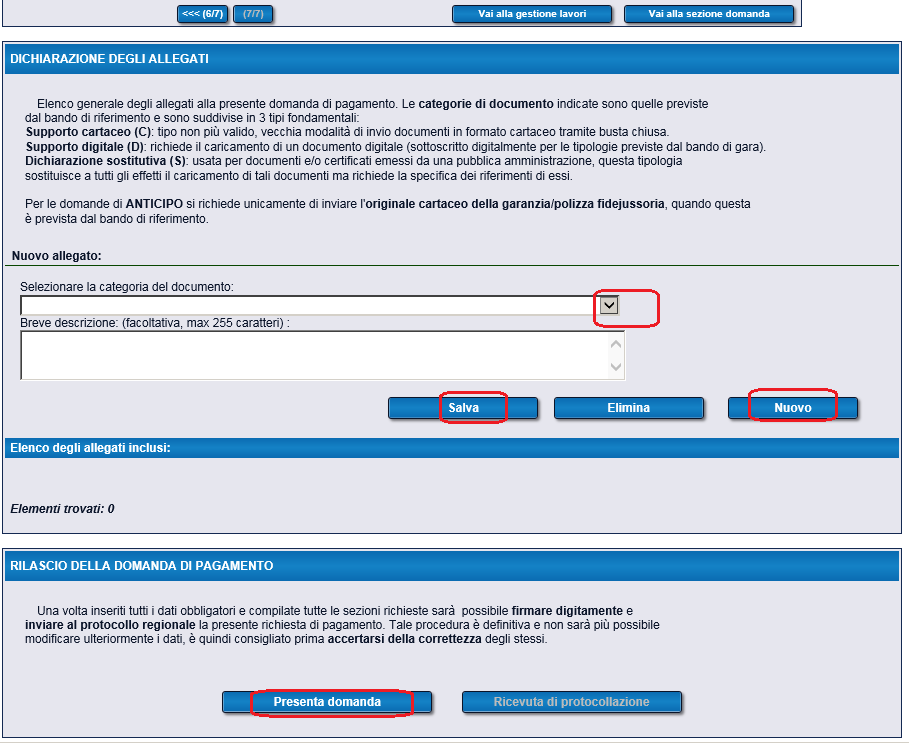 <<< (6/7) (7/7) Vai alla gestione lavori Vai alla sezione domanda
DICHIARAZIONE DEGLI ALLEGATI
Elenco generale degli allegati alla presente domanda di pagamento. Le categorie di documento indicate sono quelle previste
dal bando di riferimento e sono suddivise in 3 tipi fondamentali:
Supporto cartaceo (C): tipo non più valido, vecchia modalità di invio documenti in formato cartaceo tramite busta chiusa.
Supporto digitale (D): richiede il caricamento di un documento digitale (sottoscritto digitalmente per le tipologie previste dal bando di gara).
Dichiarazione sostitutiva (S): usata per documenti e/o certificati emessi da una pubblica amministrazione, questa tipologia
sostituisce a tutti gli effetti il caricamento di tali documenti ma richiede la specifica dei riferimenti di essi.
Per le domande di ANTICIPO si richiede unicamente di inviare l'originale cartaceo della garanzia/polizza fidejussoria, quando questa
è prevista dal bando di riferimento.
Nuovo allegato:
Selezionare la categoria del documento:
Breve descrizione: (facoltativa, max 255 caratteri) :
Salva Elimina Nuovo
Elenco degli allegati inclusi:
Elementi trovati: 0
RILASCIO DELLA DOMANDA DI PAGAMENTO
Una volta inseriti tutti i dati obbligatori e compilate tutte le sezioni richieste sarà possibile firmare digitamente e
inviare al protocollo regionale la presente richiesta di pagamento. Tale procedura è definitiva e non sarà più possibile
modificare ulteriormente i dati, è quindi consigliato prima accertarsi della correttezza degli stessi.
Presenta domanda Ricevuta di protocollazione